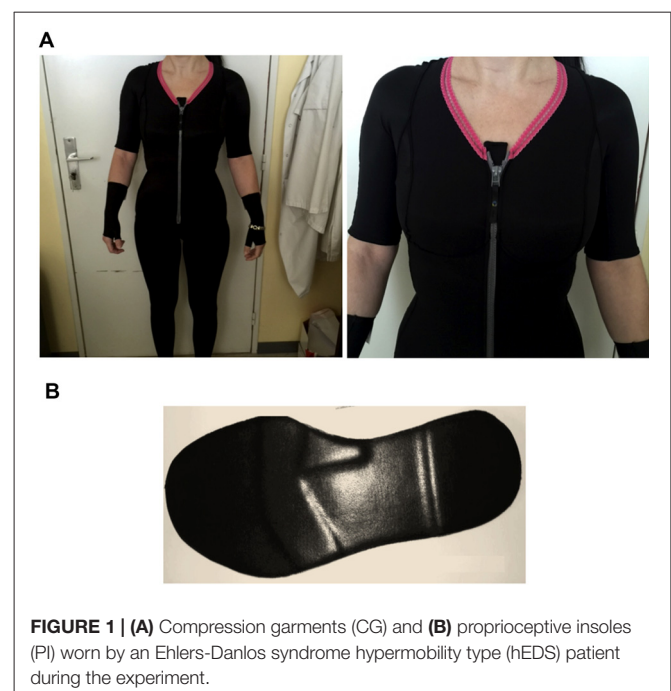 A
B
FIGURE 1 | (A) Compression garments (CG) and (B) proprioceptive insoles
(PI) worn by an Ehlers-Danlos syndrome hypermobility type (hEDS) patient
during the experiment.